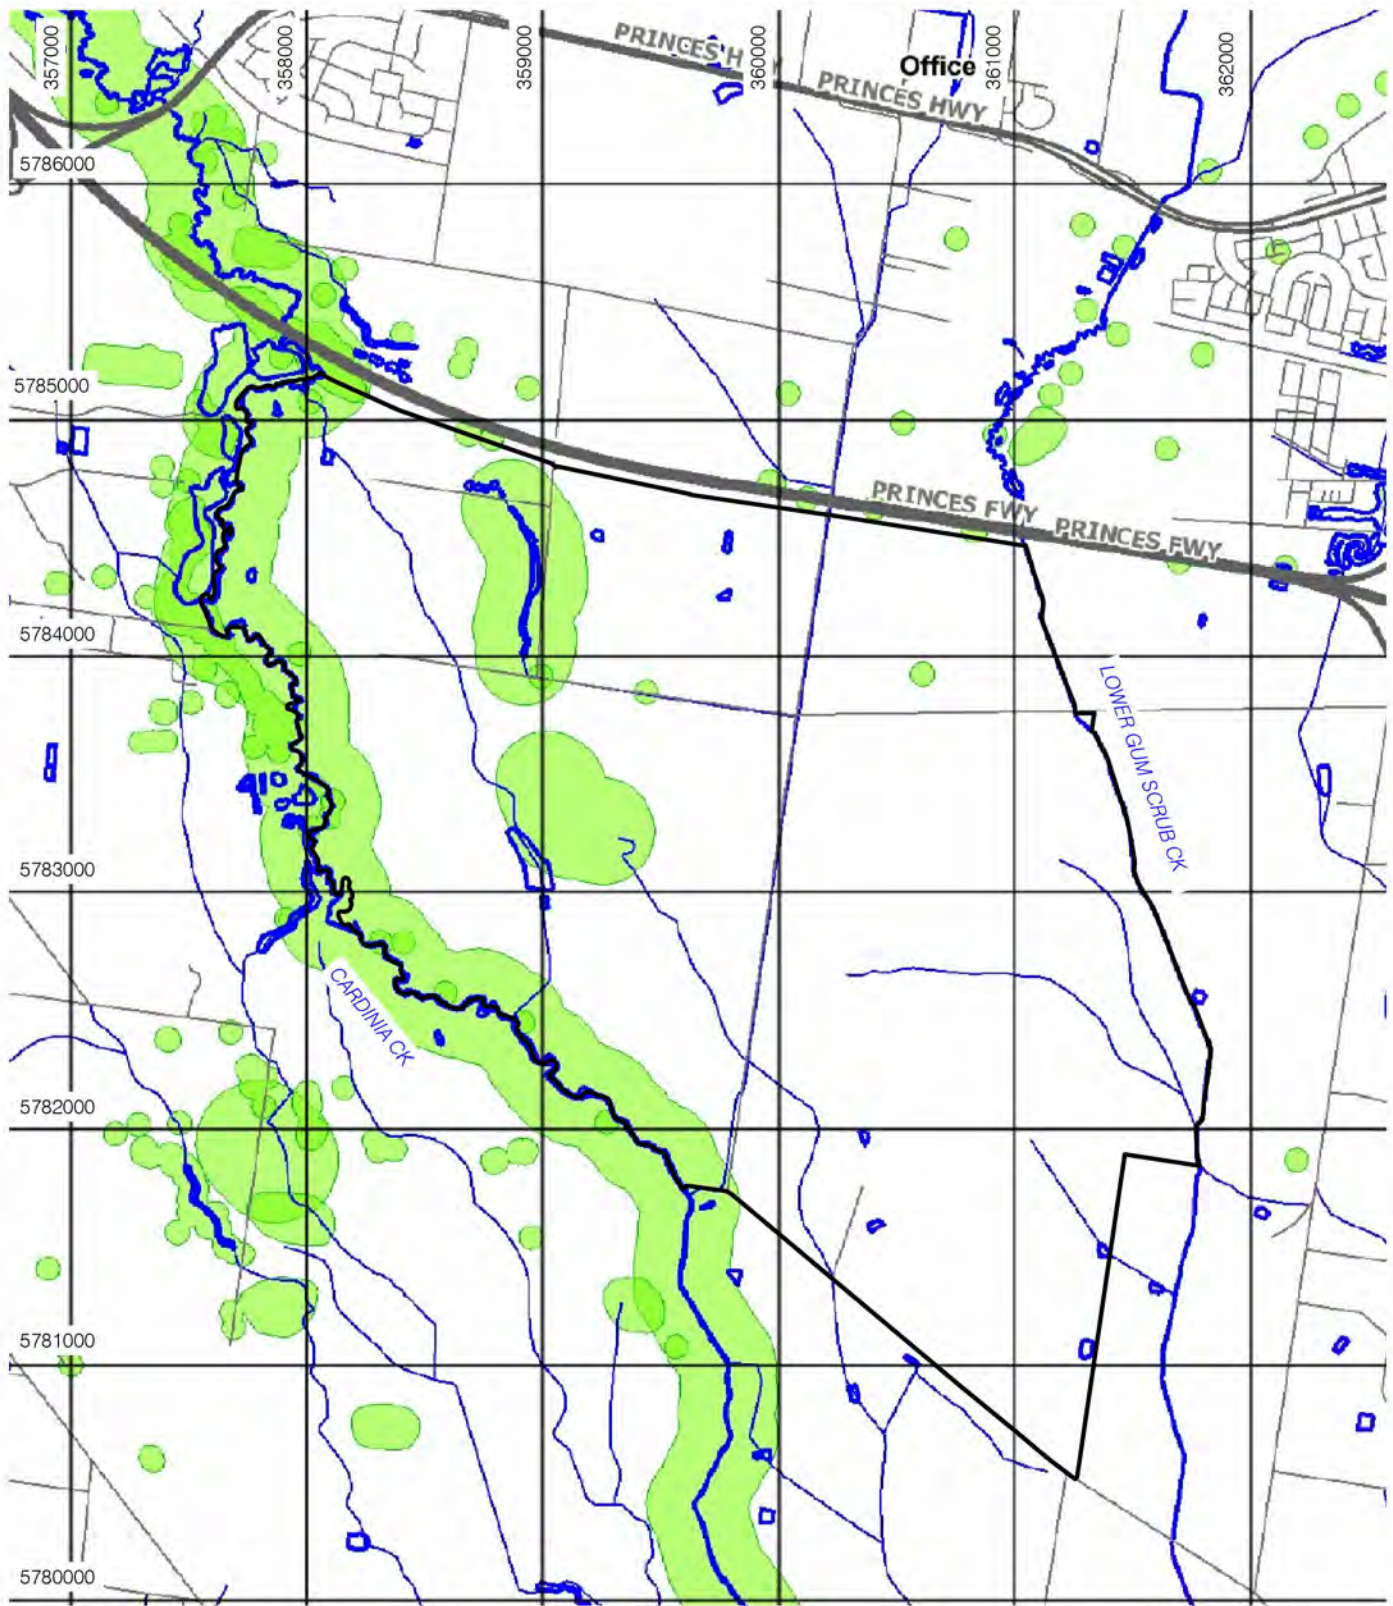 357000
358000
359000
360000
361000
362000
PRINCES H Y
Office
PRINCES HWY
5786000
5785000
PRINCES FWY
PRINCES FWY
5784000
LOWER GUM SCRUB CK
5783000
CARDINIA CK
5782000
5781000
5780000